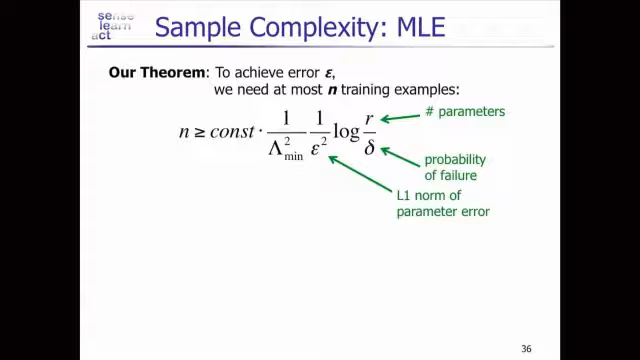 sense
learn
act
Sample Complexity: MLE
Our Theorem: To achieve error ε,
we need at most n training examples:
n ≥ const · 1/Λ²min 1/ε² log r/δ
# parameters
probability
of failure
L1 norm of
parameter error
36